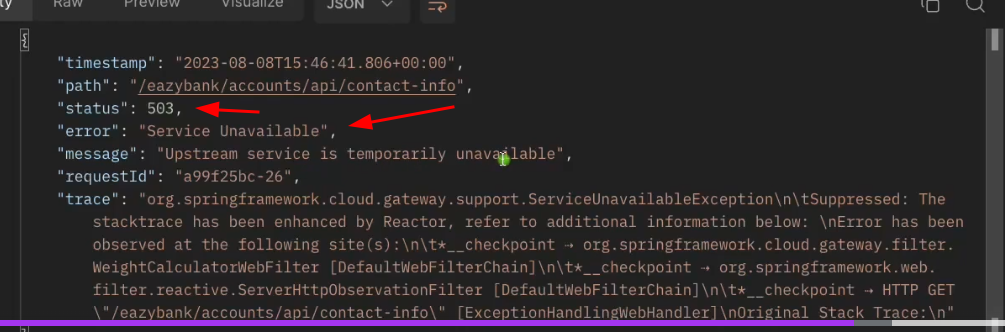 ty Raw Preview Visualize JSON
{
"timestamp": "2023-08-08T15:46:41.806+00:00",
"path": "/eazybank/accounts/api/contact-info",
"status": 503,
"error": "Service Unavailable",
"message": "Upstream service is temporarily unavailable",
"requestId": "a99f25bc-26",
"trace": "org.springframework.cloud.gateway.support.ServiceUnavailableException\n\tSuppressed: The
stacktrace has been enhanced by Reactor, refer to additional information below: \nError has been
observed at the following site(s):\n\t*__checkpoint → org.springframework.cloud.gateway.filter.
WeightCalculatorWebFilter [DefaultWebFilterChain]\n\t*__checkpoint → org.springframework.web.
filter.reactive.ServerHttpObservationFilter [DefaultWebFilterChain]\n\t*__checkpoint → HTTP GET
\"/eazybank/accounts/api/contact-info\" [ExceptionHandlingWebHandler]\nOriginal Stack Trace:\n"